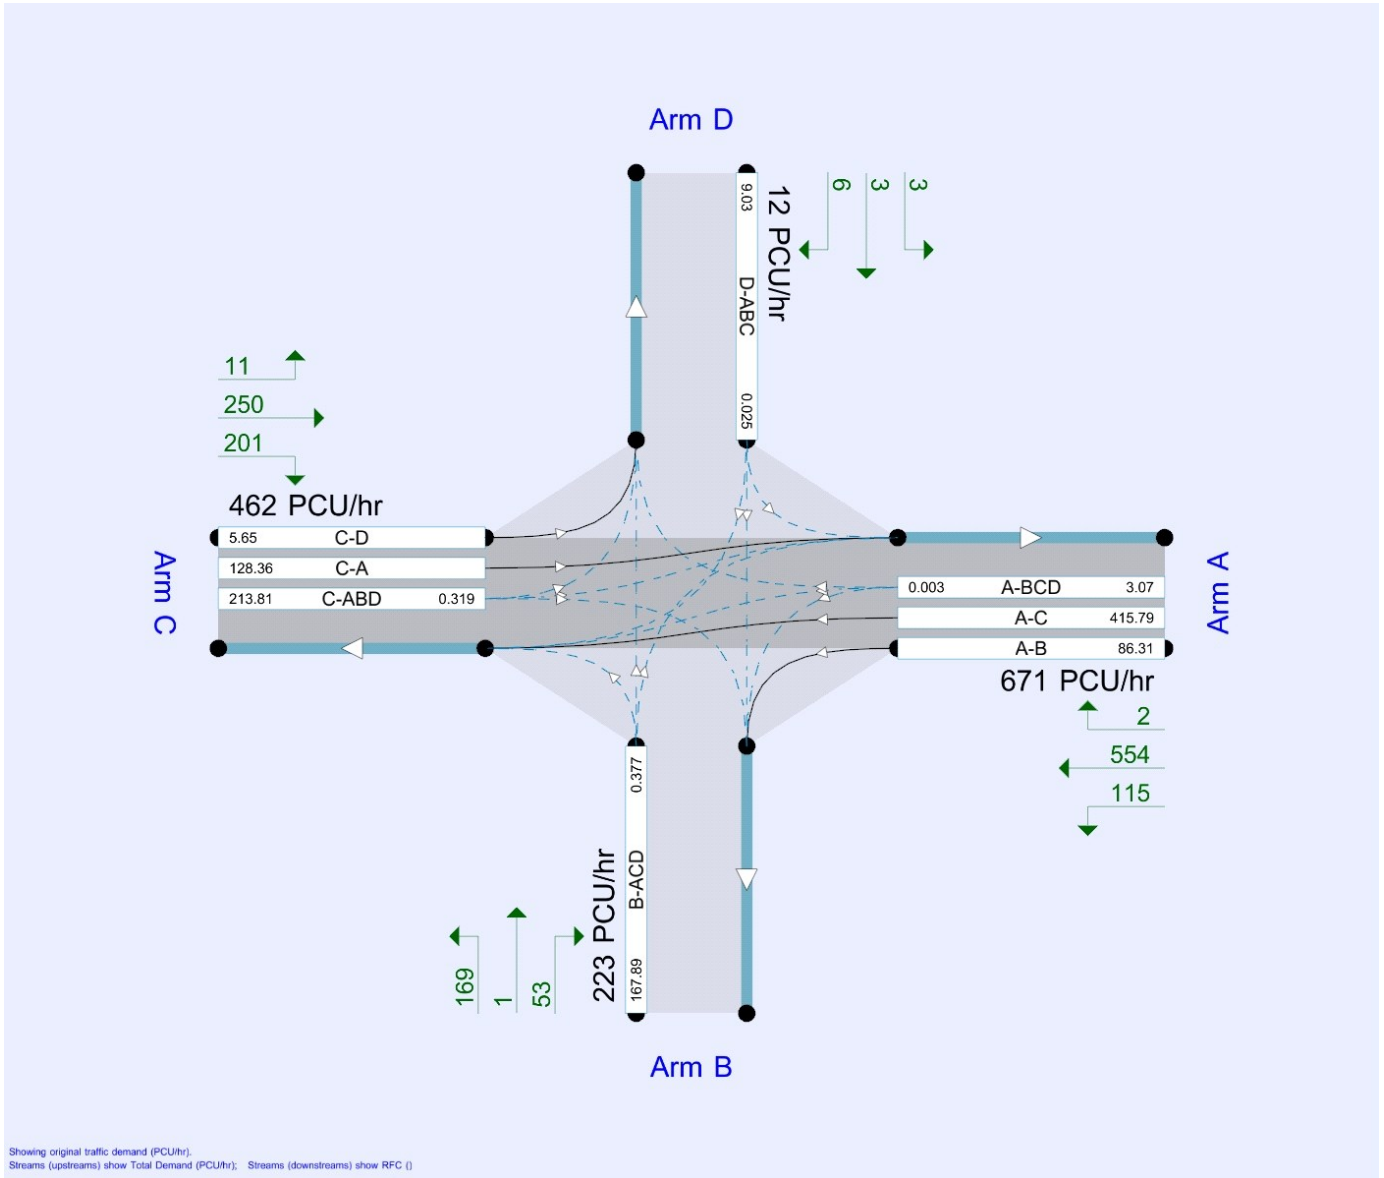 Arm D
9.03
D-ABC
0.025
12 PCU/hr
6
3
3
11
250
201
462 PCU/hr
5.65 C-D
128.36 C-A
213.81 C-ABD 0.319
Arm C
0.003 A-BCD 3.07
A-C 415.79
A-B 86.31
Arm A
671 PCU/hr
2
554
115
0.377
B-ACD
167.89
223 PCU/hr
169
1
53
Arm B
Showing original traffic demand (PCU/hr).
Streams (upstreams) show Total Demand (PCU/hr); Streams (downstreams) show RFC ()